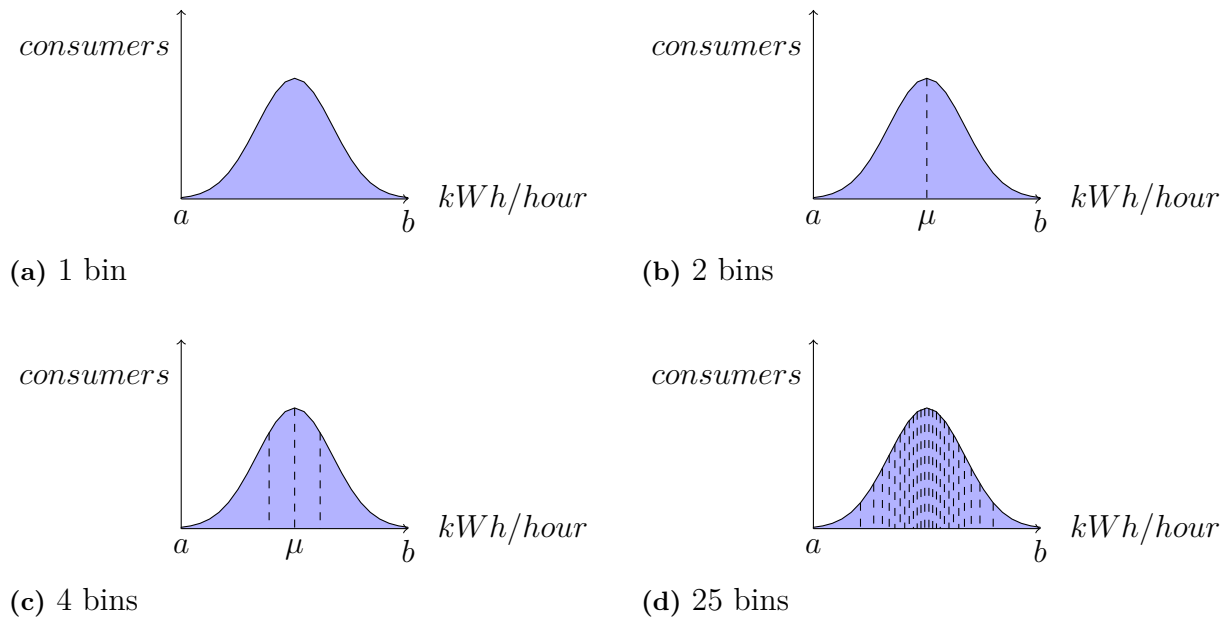 consumers
kWh/hour
a
b
(a) 1 bin
consumers
kWh/hour
a
μ
b
(b) 2 bins
consumers
kWh/hour
a
μ
b
(c) 4 bins
consumers
kWh/hour
a
μ
b
(d) 25 bins